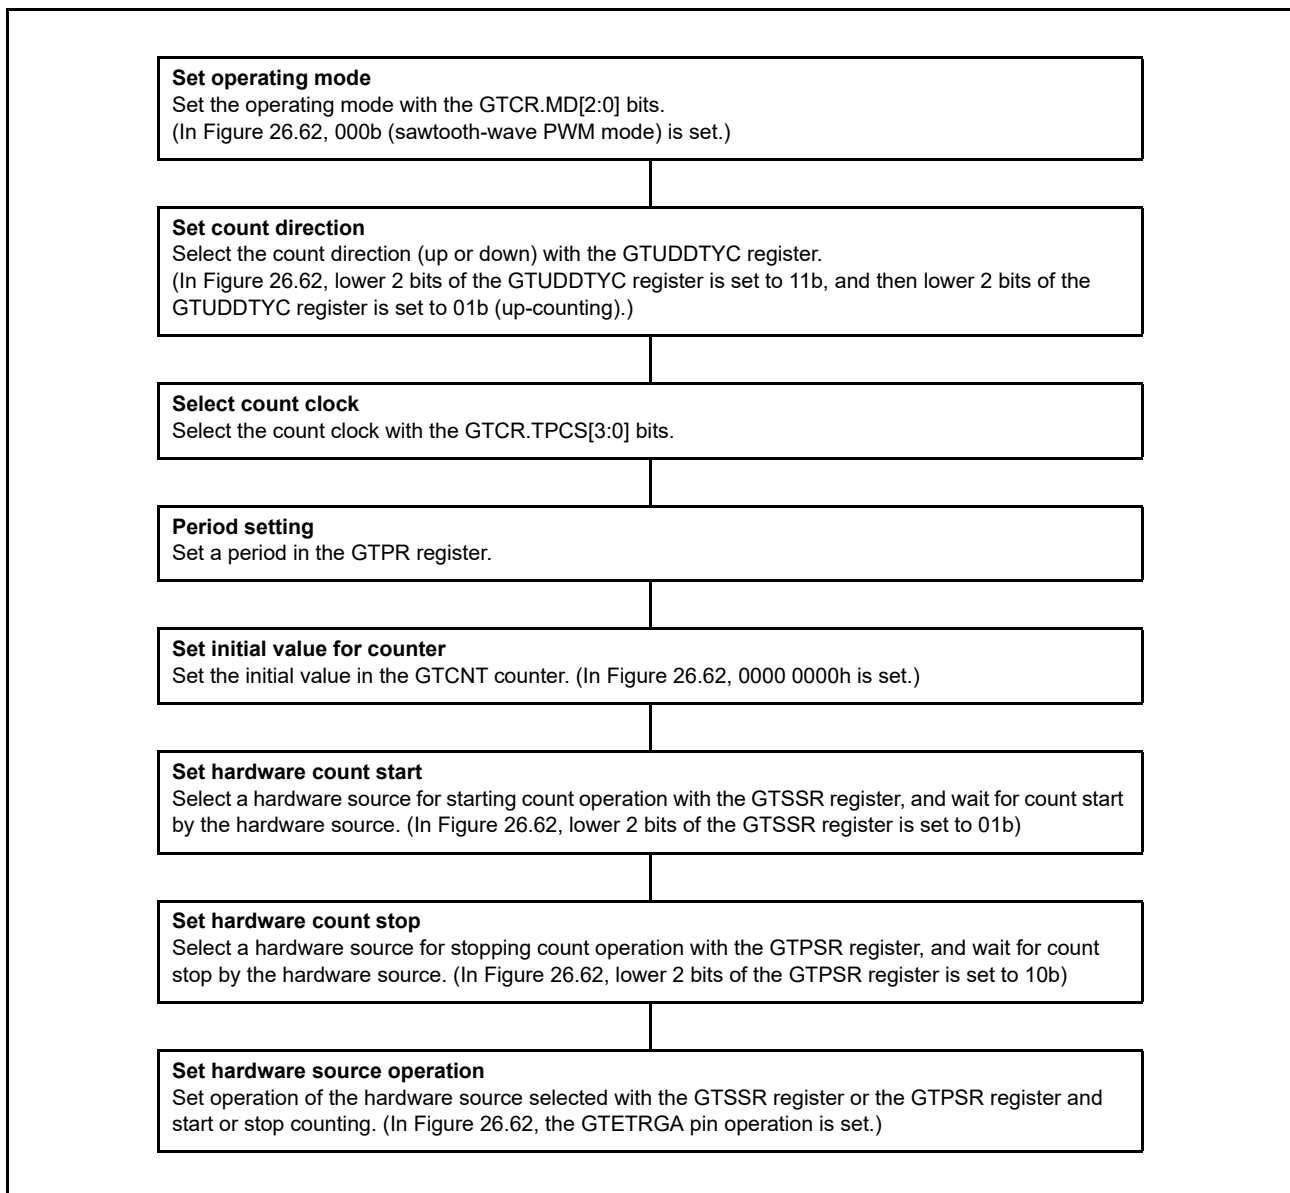 Set operating mode
Set the operating mode with the GTCR.MD[2:0] bits.
(In Figure 26.62, 000b (sawtooth-wave PWM mode) is set.)
Set count direction
Select the count direction (up or down) with the GTUDDTYC register.
(In Figure 26.62, lower 2 bits of the GTUDDTYC register is set to 11b, and then lower 2 bits of the
GTUDDTYC register is set to 01b (up-counting).)
Select count clock
Select the count clock with the GTCR.TPCS[3:0] bits.
Period setting
Set a period in the GTPR register.
Set initial value for counter
Set the initial value in the GTCNT counter. (In Figure 26.62, 0000 0000h is set.)
Set hardware count start
Select a hardware source for starting count operation with the GTSSR register, and wait for count start
by the hardware source. (In Figure 26.62, lower 2 bits of the GTSSR register is set to 01b)
Set hardware count stop
Select a hardware source for stopping count operation with the GTPSR register, and wait for count
stop by the hardware source. (In Figure 26.62, lower 2 bits of the GTPSR register is set to 10b)
Set hardware source operation
Set operation of the hardware source selected with the GTSSR register or the GTPSR register and
start or stop counting. (In Figure 26.62, the GTETRGA pin operation is set.)